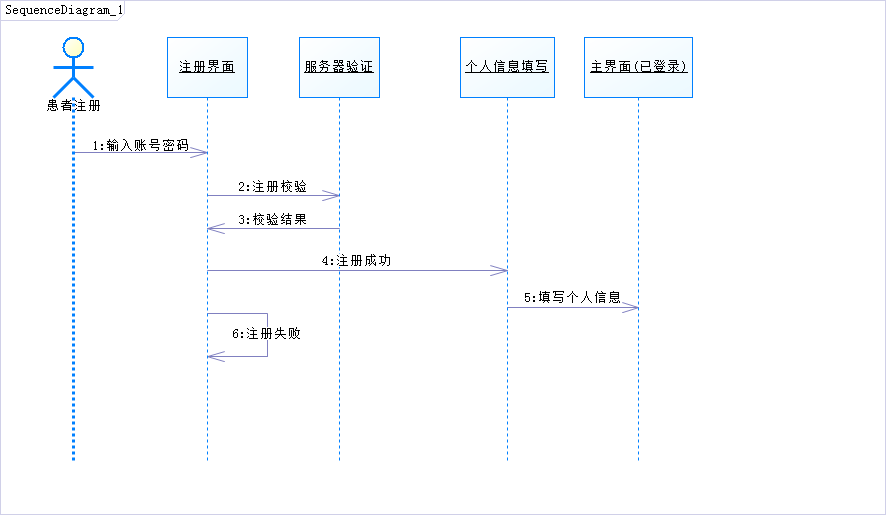 SequenceDiagram_1
患者注册
注册界面
服务器验证
个人信息填写
主界面(已登录)
1:输入账号密码
2:注册校验
3:校验结果
4:注册成功
5:填写个人信息
6:注册失败